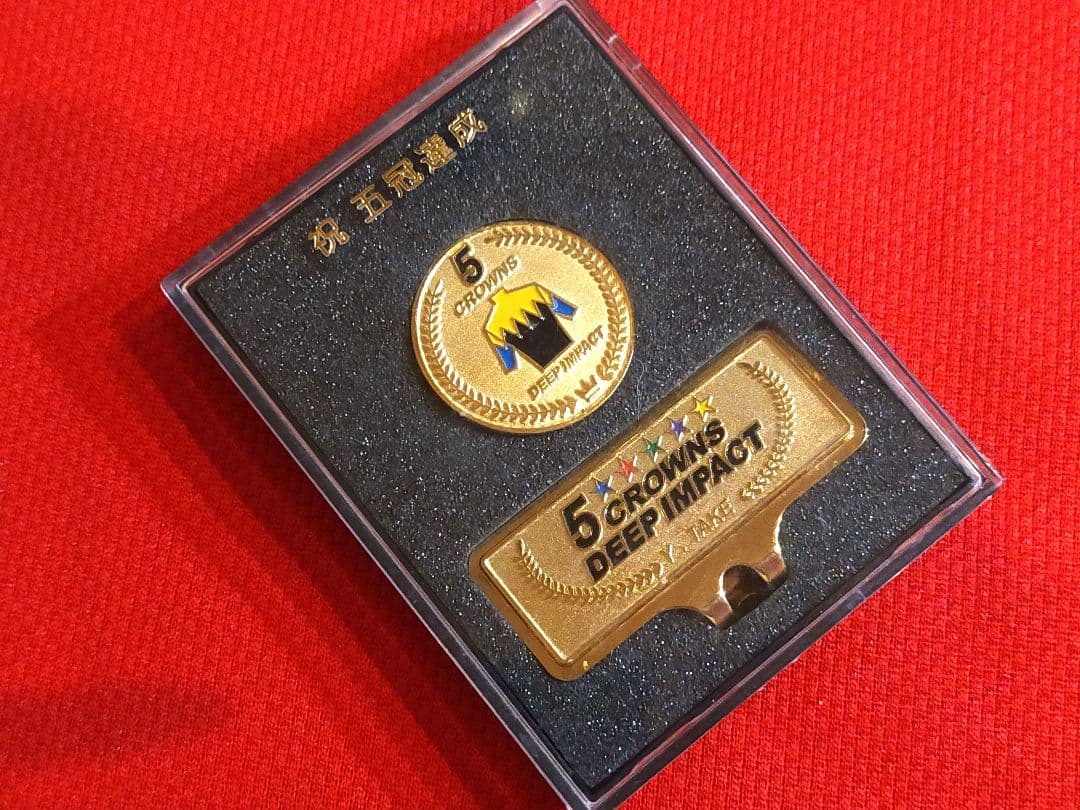 祝 五冠達成
5
CROWNS
DEEP IMPACT
5 CROWNS
DEEP IMPACT
Y. TAKE